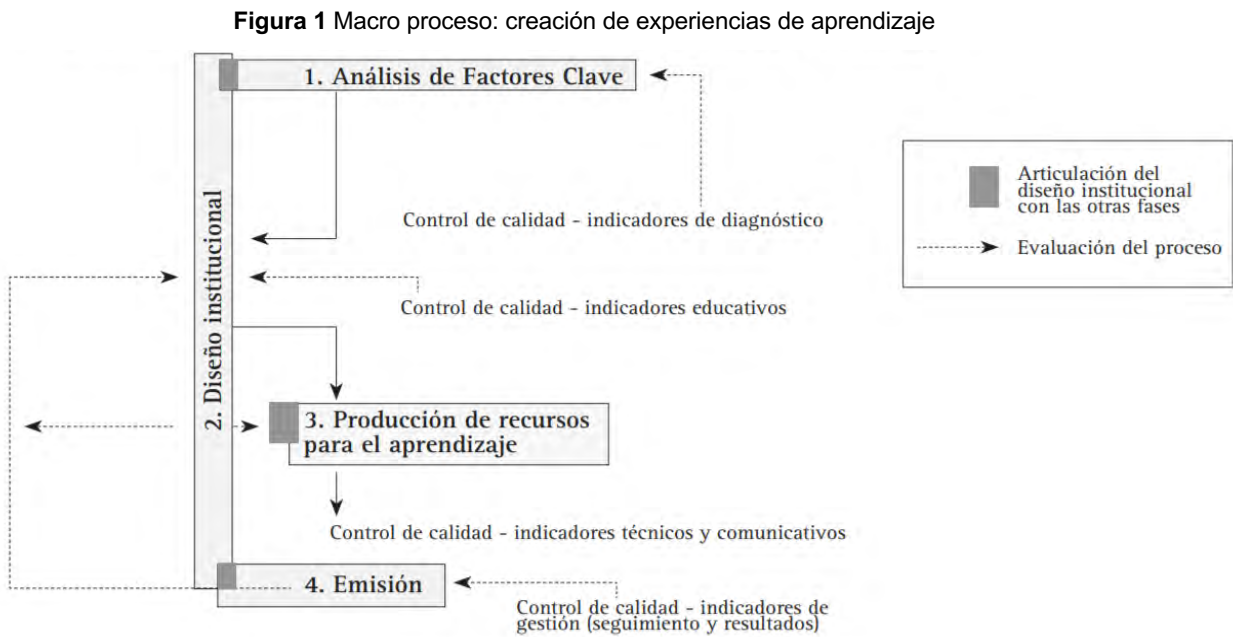 Figura 1 Macro proceso: creación de experiencias de aprendizaje
1. Análisis de Factores Clave
Control de calidad - indicadores de diagnóstico
2. Diseño institucional
Control de calidad - indicadores educativos
3. Producción de recursos
para el aprendizaje
Control de calidad - indicadores técnicos y comunicativos
4. Emisión
Control de calidad - indicadores de
gestión (seguimiento y resultados)
Articulación del
diseño institucional
con las otras fases
Evaluación del proceso